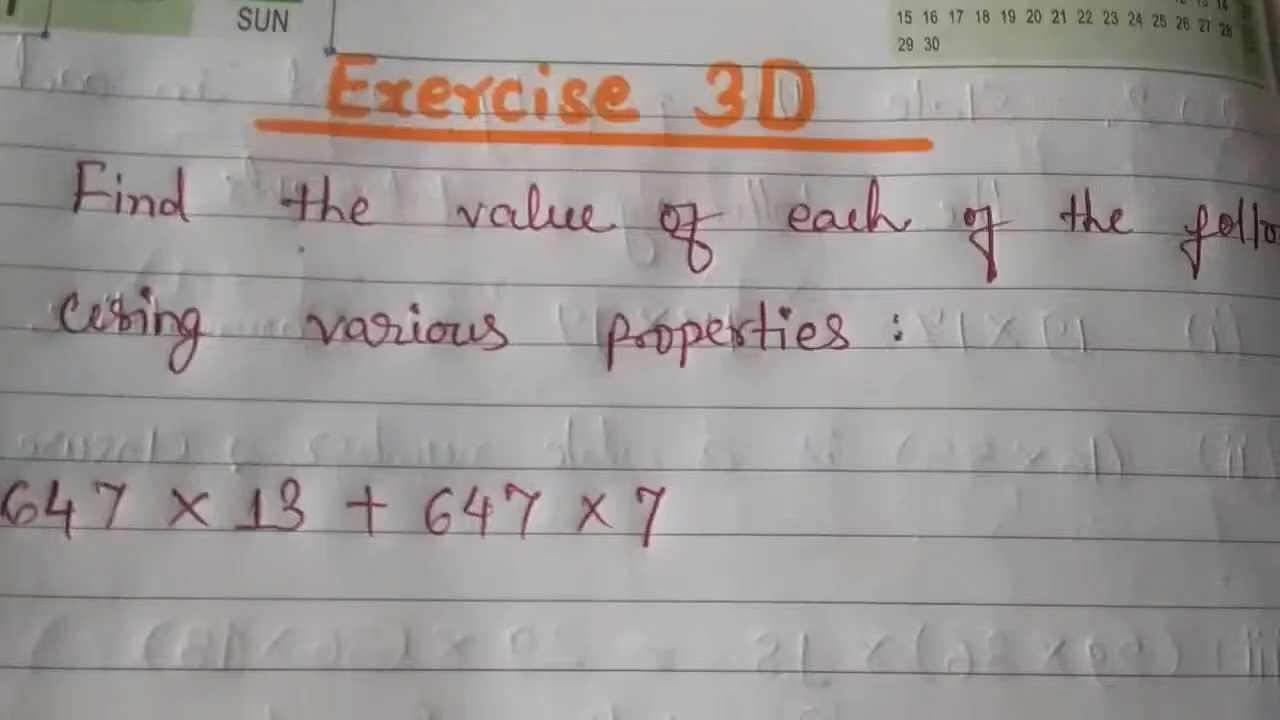 SUN
15 16 17 18 19 20 21 22 23 24 25 26 27 28
29 30
Exercise 3D
Find the value of each of the follo
using various properties :
647 × 13 + 647 × 7